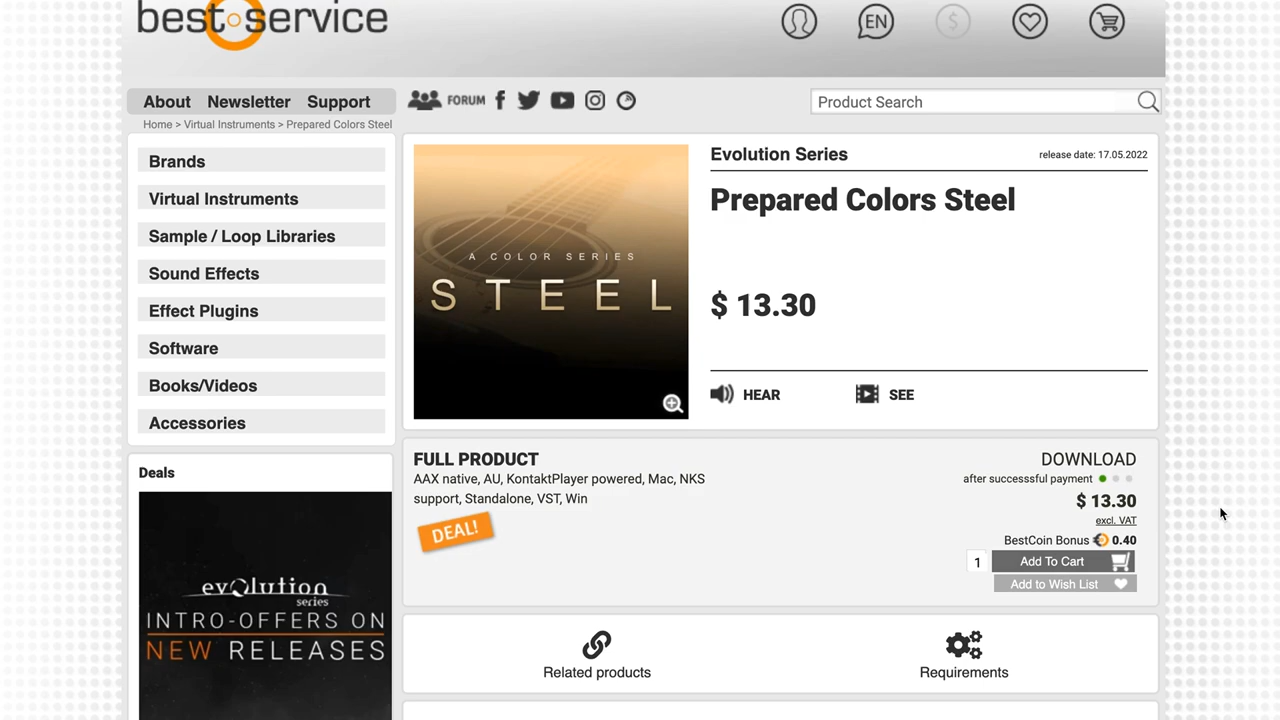 best service
EN
$
About Newsletter Support
FORUM
Product Search
Home > Virtual Instruments > Prepared Colors Steel
Brands
Virtual Instruments
Sample / Loop Libraries
Sound Effects
Effect Plugins
Software
Books/Videos
Accessories
Deals
evolution
series
INTRO-OFFERS ON
NEW RELEASES
A COLOR SERIES
STEEL
Evolution Series
release date: 17.05.2022
Prepared Colors Steel
$ 13.30
HEAR
SEE
FULL PRODUCT
AAX native, AU, KontaktPlayer powered, Mac, NKS
support, Standalone, VST, Win
DEAL!
DOWNLOAD
after successsful payment
$ 13.30
excl. VAT
BestCoin Bonus 0.40
1 Add To Cart
Add to Wish List
Related products
Requirements